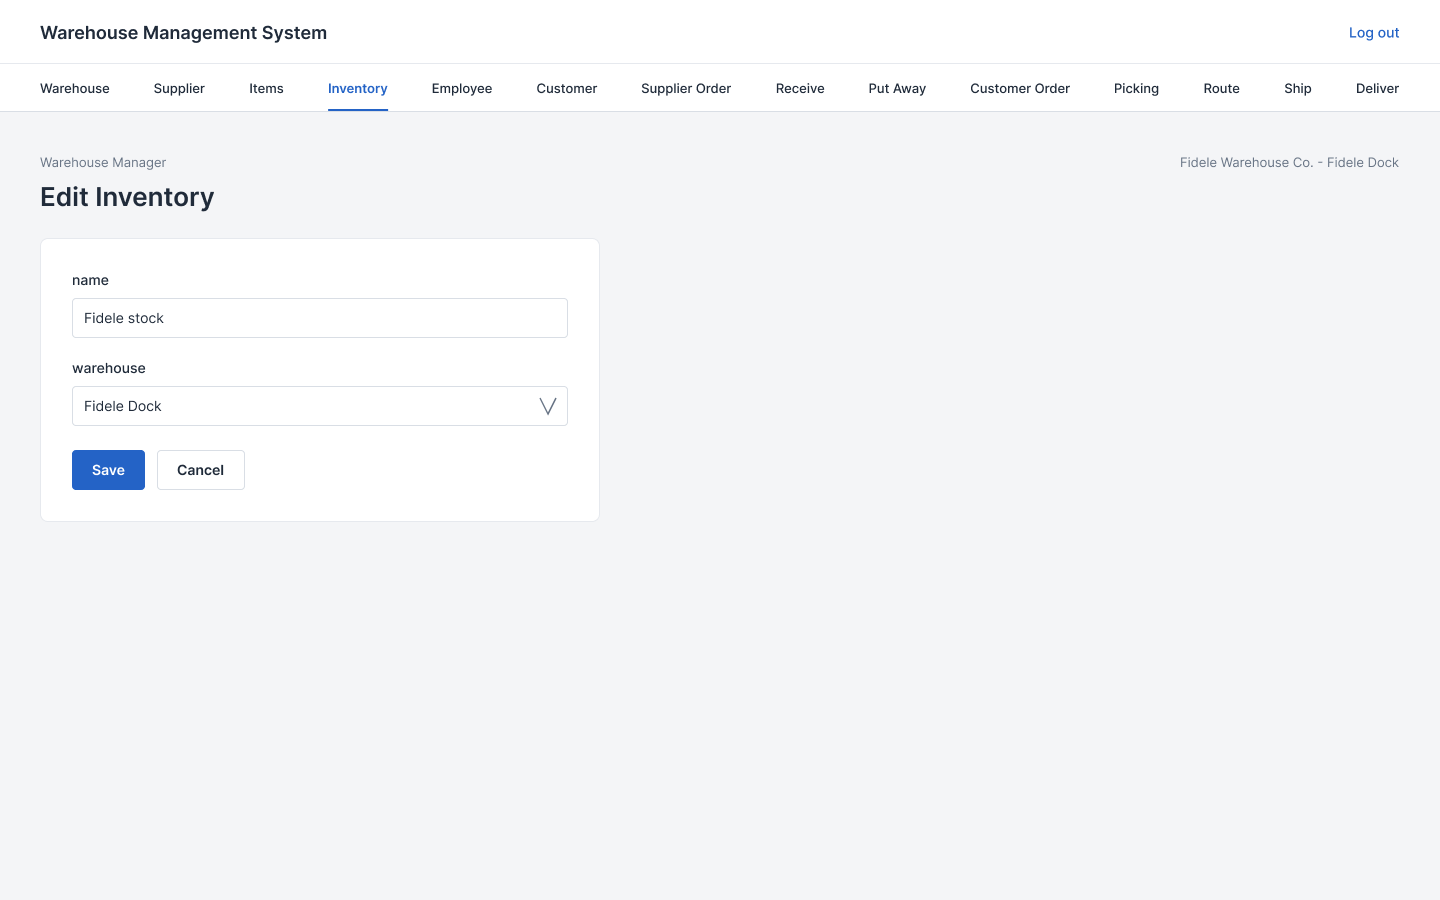 Warehouse Management System
Log out
Warehouse Supplier Items Inventory Employee Customer Supplier Order Receive Put Away Customer Order Picking Route Ship Deliver
Warehouse Manager
Fidele Warehouse Co. - Fidele Dock
Edit Inventory
name
Fidele stock
warehouse
Fidele Dock
Save Cancel